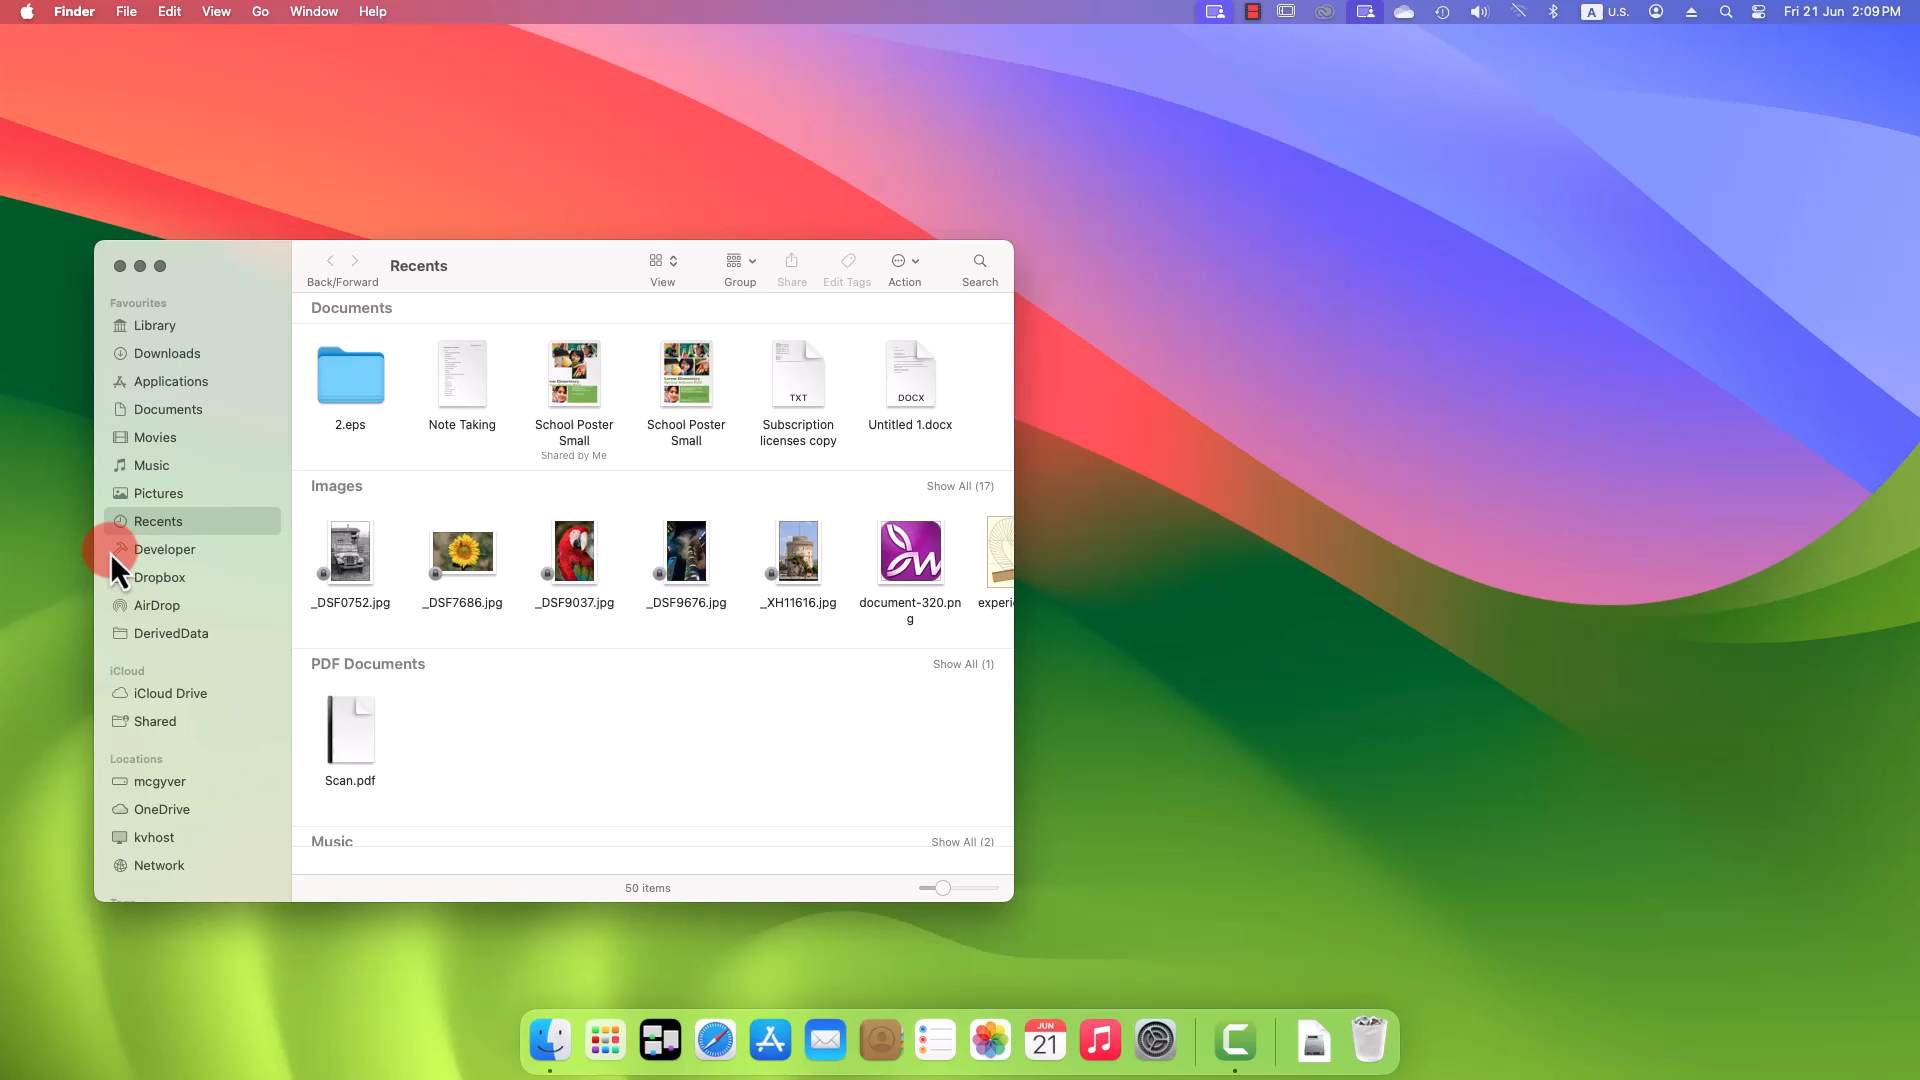 Finder File Edit View Go Window Help
A U.S. Fri 21 Jun 2:09 PM
Back/Forward
Recents
View
Group
Share
Edit Tags
Action
Search
Favourites
Library
Downloads
Applications
Documents
Movies
Music
Pictures
Recents
Developer
Dropbox
AirDrop
DerivedData
iCloud
iCloud Drive
Shared
Locations
mcgyver
OneDrive
kvhost
Network
Documents
2.eps
Note Taking
School Poster
Small
Shared by Me
School Poster
Small
TXT
Subscription
licenses copy
DOCX
Untitled 1.docx
Images
Show All (17)
_DSF0752.jpg
_DSF7686.jpg
_DSF9037.jpg
_DSF9676.jpg
_XH11616.jpg
document-320.pn
g
experi
PDF Documents
Show All (1)
Scan.pdf
Music
Show All (2)
50 items
JUN
21